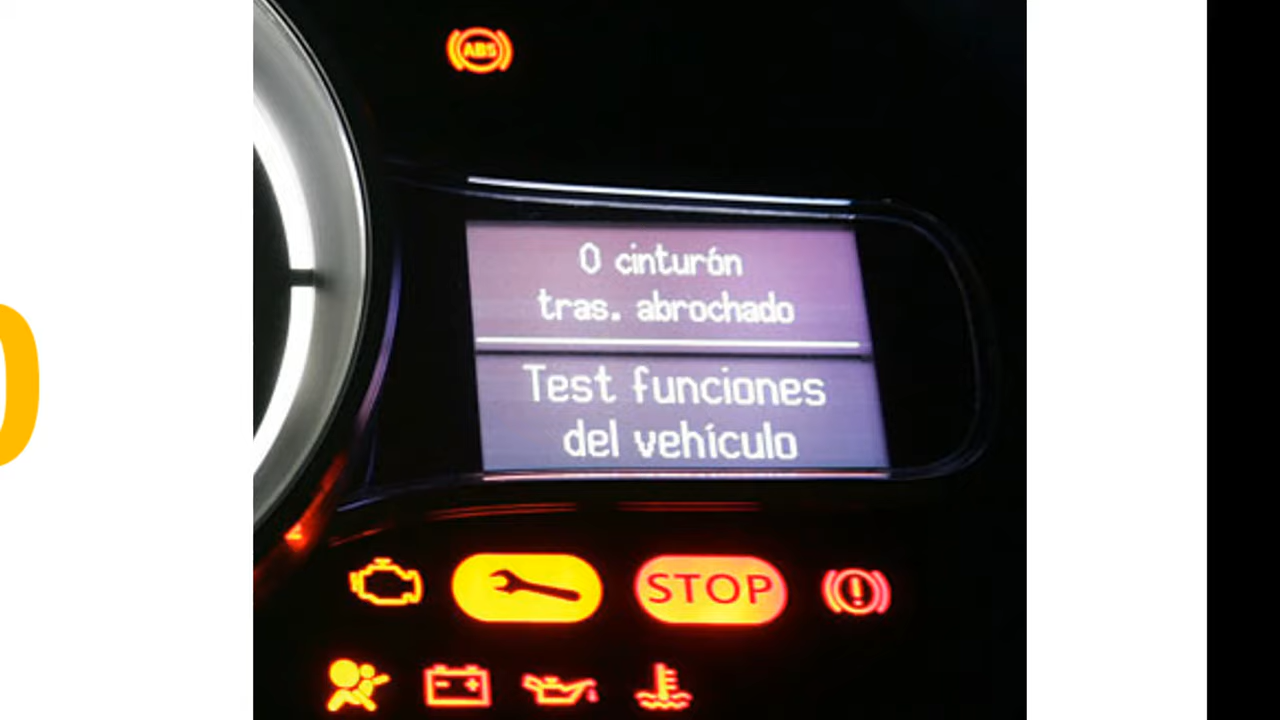 ABS
0 cinturón
tras. abrochado
Test funciones
del vehículo
STOP